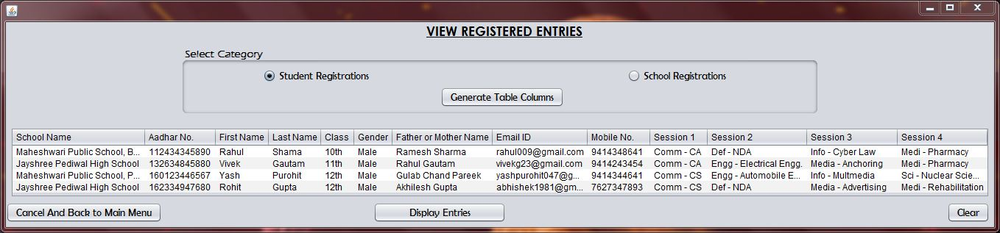 VIEW REGISTERED ENTRIES
Select Category
Student Registrations School Registrations
Generate Table Columns
School Name Aadhar No. First Name Last Name Class Gender Father or Mother Name Email ID Mobile No. Session 1 Session 2 Session 3 Session 4
Maheshwari Public School, B... 112434345890 Rahul Shama 10th Male Ramesh Sharma rahul009@gmail.com 9414348641 Comm - CA Def - NDA Info - Cyber Law Medi - Pharmacy
Jayshree Pediwal High School 132634845880 Vivek Gautam 11th Male Rahul Gautam vivekg23@gmail.com 9414243454 Comm - CA Engg - Electrical Engg. Media - Anchoring Medi - Pharmacy
Maheshwari Public School, P... 160123446567 Yash Purohit 12th Male Gulab Chand Pareek yashpurohit047@g... 9414344641 Comm - CS Engg - Automobile E... Info - Multmedia Sci - Nuclear Scie...
Jayshree Pediwal High School 162334947680 Rohit Gupta 12th Male Akhilesh Gupta abhishek1981@gm... 7627347893 Comm - CS Def - NDA Media - Advertising Medi - Rehabilitation
Cancel And Back to Main Menu Display Entries Clear